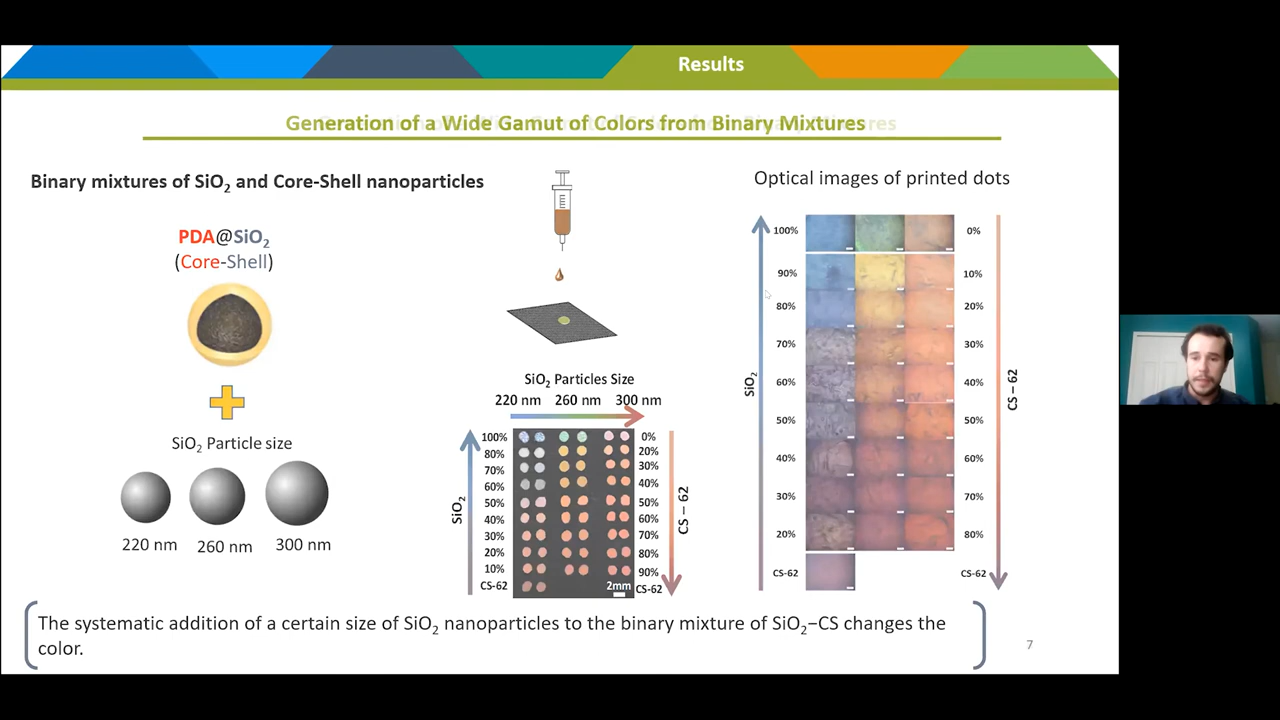 Results
Generation of a Wide Gamut of Colors from Binary Mixtures
Binary mixtures of SiO₂ and Core-Shell nanoparticles
PDA@SiO₂
(Core-Shell)
SiO₂ Particle size
220 nm 260 nm 300 nm
SiO₂ Particles Size
220 nm 260 nm 300 nm
SiO₂
100%
80%
70%
60%
50%
40%
30%
20%
10%
CS-62
0%
20%
30%
40%
50%
60%
70%
80%
90%
CS-62
CS – 62
2mm
Optical images of printed dots
SiO₂
100%
90%
80%
70%
60%
50%
40%
30%
20%
CS-62
0%
10%
20%
30%
40%
50%
60%
70%
80%
CS-62
CS – 62
The systematic addition of a certain size of SiO₂ nanoparticles to the binary mixture of SiO₂−CS changes the
color.
7